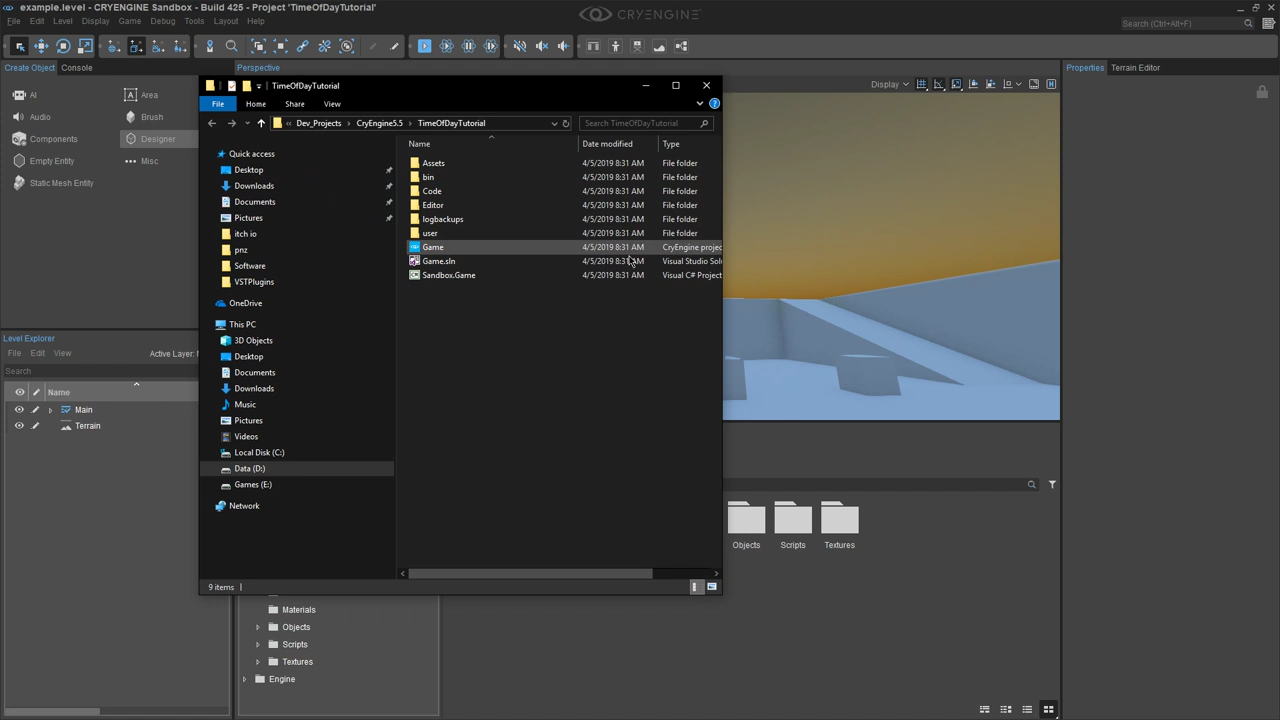 example.level - CRYENGINE Sandbox - Build 425 - Project 'TimeOfDayTutorial'
CRYENGINE
File Edit Level Display Game Debug Tools Layout Help
Search (Ctrl+Alt+F)
Create Object Console
Perspective
Properties Terrain Editor
Display
AI
Area
Audio
Brush
Components
Designer
Empty Entity
Misc
Static Mesh Entity
TimeOfDayTutorial
File Home Share View
« Dev_Projects > CryEngine5.5 > TimeOfDayTutorial
Search TimeOfDayTutorial
Name Date modified Type
Quick access
Desktop
Downloads
Documents
Pictures
itch io
pnz
Software
VSTPlugins
OneDrive
This PC
3D Objects
Desktop
Documents
Downloads
Music
Pictures
Videos
Local Disk (C:)
Data (D:)
Games (E:)
Network
Assets 4/5/2019 8:31 AM File folder
bin 4/5/2019 8:31 AM File folder
Code 4/5/2019 8:31 AM File folder
Editor 4/5/2019 8:31 AM File folder
logbackups 4/5/2019 8:31 AM File folder
user 4/5/2019 8:31 AM File folder
Game 4/5/2019 8:31 AM CryEngine projec
Game.sln 4/5/2019 8:31 AM Visual Studio Sol
Sandbox.Game 4/5/2019 8:31 AM Visual C# Project
9 items
Level Explorer
File Edit View
Active Layer:
Search
Name
Main
Terrain
Objects Scripts Textures
Materials
Objects
Scripts
Textures
Engine